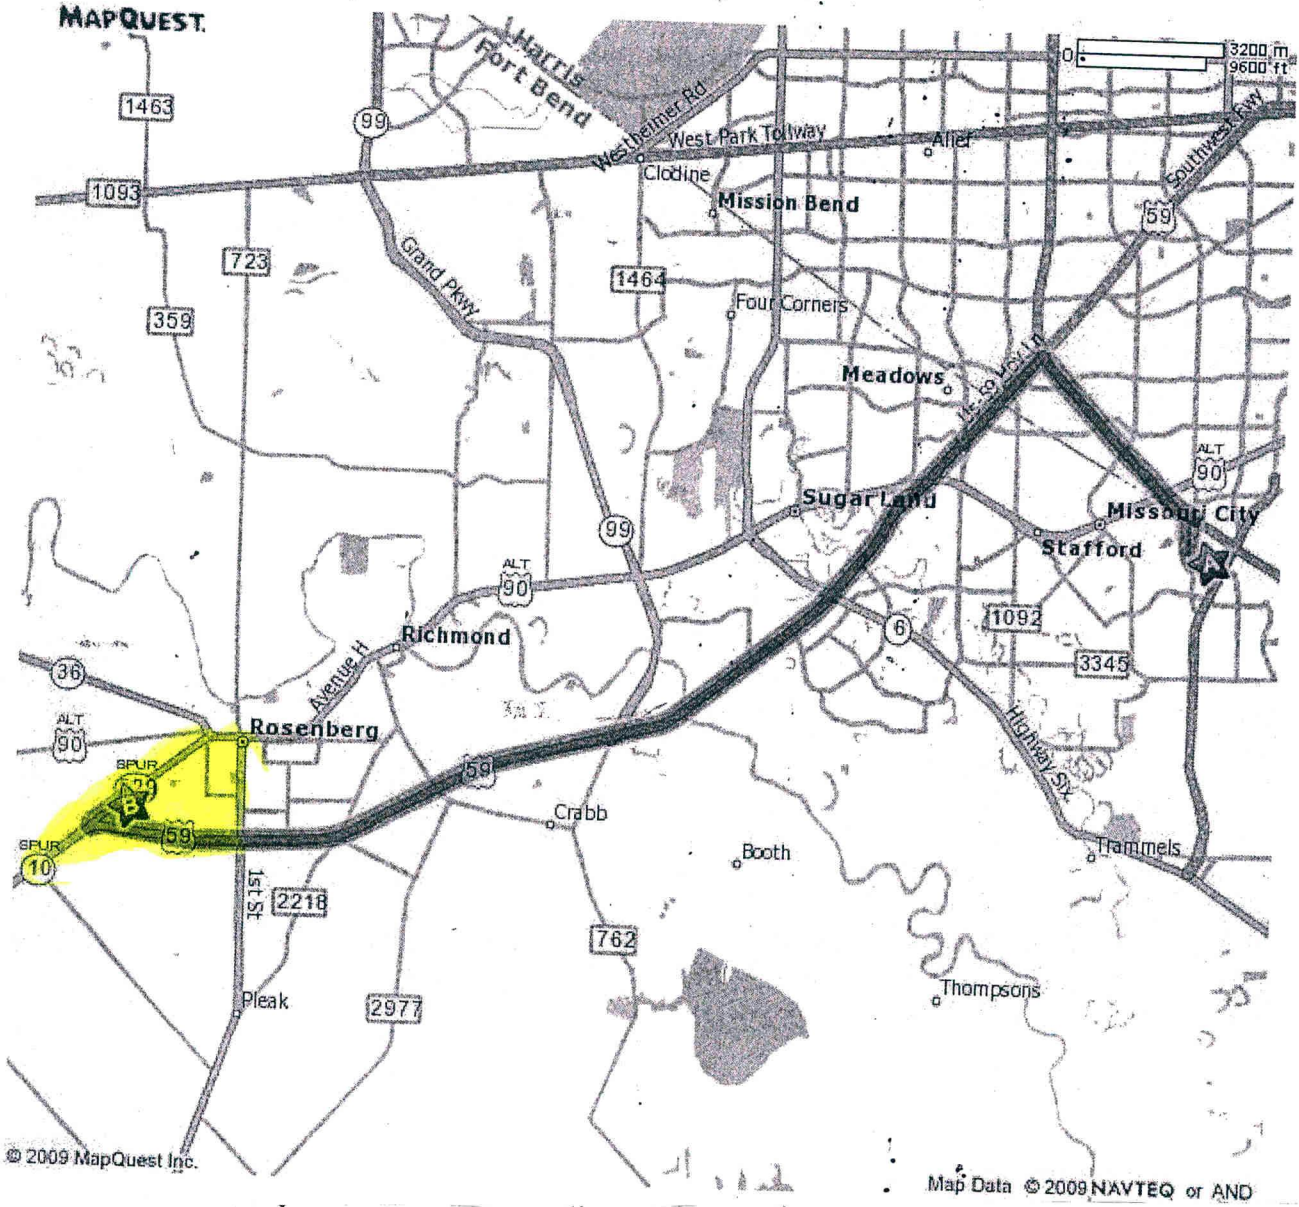 MAPQUEST.
Harris
Fort Bend
3200 m
0
9600 ft
1463
99
Westheimer Rd
West Park Tollway
Alief
Southwest Fwy
1093
Clodine
Mission Bend
59
723
Grand Pkwy
1464
359
Four Corners
Meadows
US-59 Hov Ln
ALT
90
Sugar Land
Missouri City
99
Stafford
A
ALT
90
1092
6
Richmond
3345
36
Avenue H
ALT
90
Rosenberg
Highway Six
SPUR
B
59
Crabb
59
SPUR
10
Booth
Trammels
1st St
2218
762
Pleak
2977
Thompsons
© 2009 MapQuest Inc.
Map Data © 2009 NAVTEQ or AND